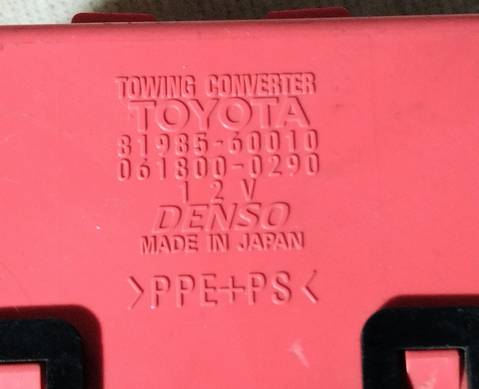 TOWING CONVERTER
TOYOTA
81985-60010
061800-0290
12V
DENSO
MADE IN JAPAN
>PPE+PS<